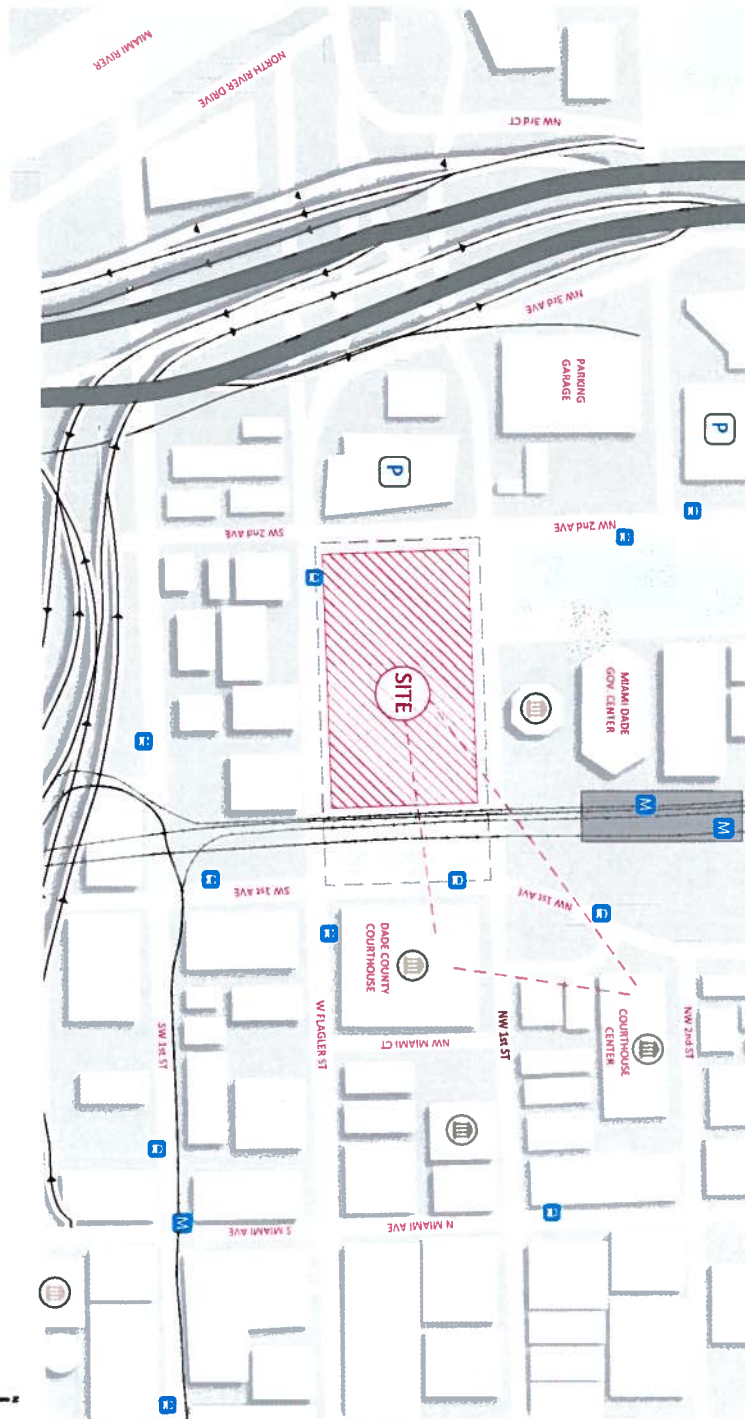 MIAMI RIVER
NORTH RIVER DRIVE
NW 3rd CT
NW 3rd AVE
PARKING
GARAGE
P
P
SW 2nd AVE
NW 2nd AVE
SITE
MIAMI DADE
GOV. CENTER
M
M
SW 1st AVE
NW 1st AVE
DADE COUNTY
COURTHOUSE
COURTHOUSE
CENTER
SW 1st ST
W FLAGLER ST
NW MIAMI CT
NW 1st ST
NW 2nd ST
M
S MIAMI AVE
N MIAMI AVE
z